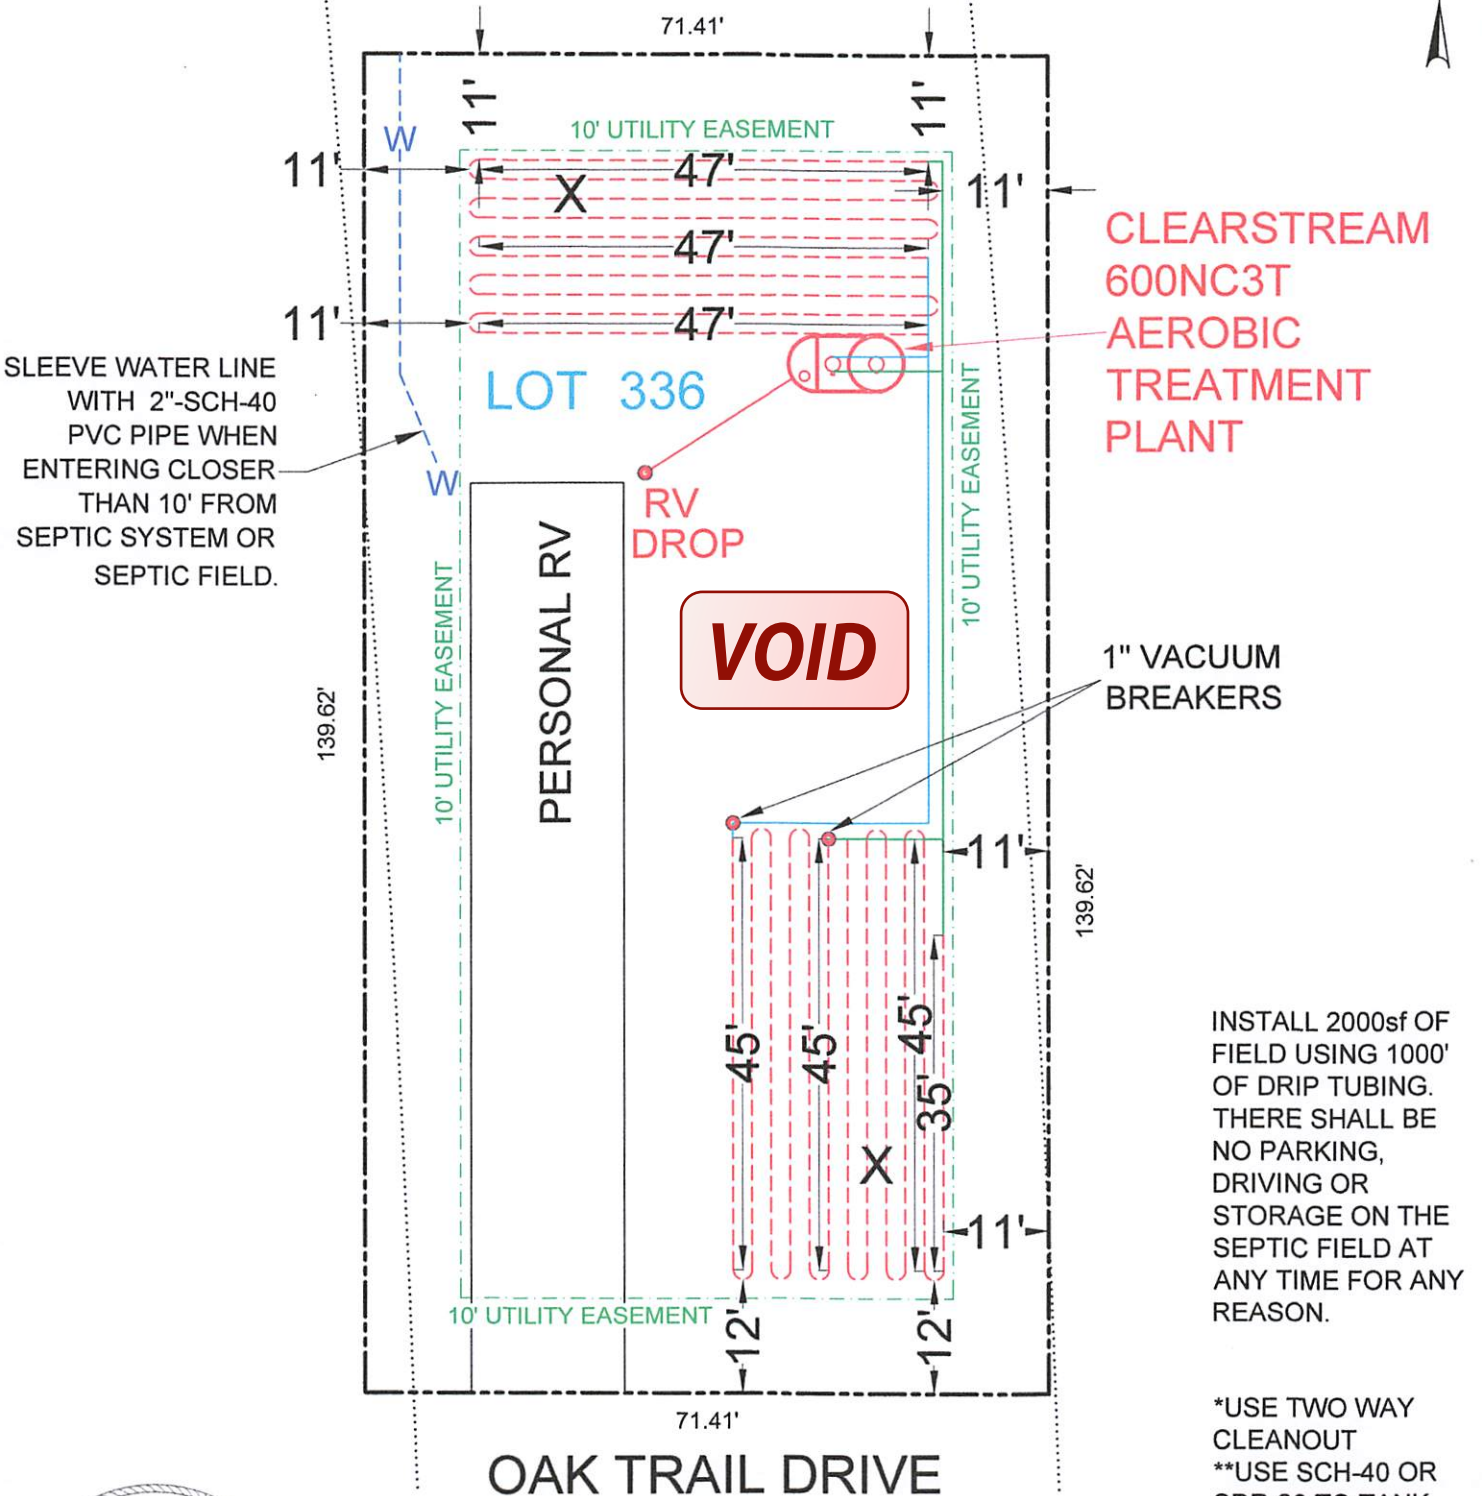 71.41'
11'
11'
W
10' UTILITY EASEMENT
11'
47'
X
11'
CLEARSTREAM
600NC3T
AEROBIC
TREATMENT
PLANT
47'
11'
47'
SLEEVE WATER LINE
WITH 2"-SCH-40
PVC PIPE WHEN
ENTERING CLOSER
THAN 10' FROM
SEPTIC SYSTEM OR
SEPTIC FIELD.
LOT 336
W
RV
DROP
10' UTILITY EASEMENT
PERSONAL RV
10' UTILITY EASEMENT
VOID
1" VACUUM
BREAKERS
139.62'
139.62'
11'
45'
45'
45'
35'
X
11'
INSTALL 2000sf OF
FIELD USING 1000'
OF DRIP TUBING.
THERE SHALL BE
NO PARKING,
DRIVING OR
STORAGE ON THE
SEPTIC FIELD AT
ANY TIME FOR ANY
REASON.
10' UTILITY EASEMENT
12'
12'
71.41'
OAK TRAIL DRIVE
*USE TWO WAY
CLEANOUT
**USE SCH-40 OR